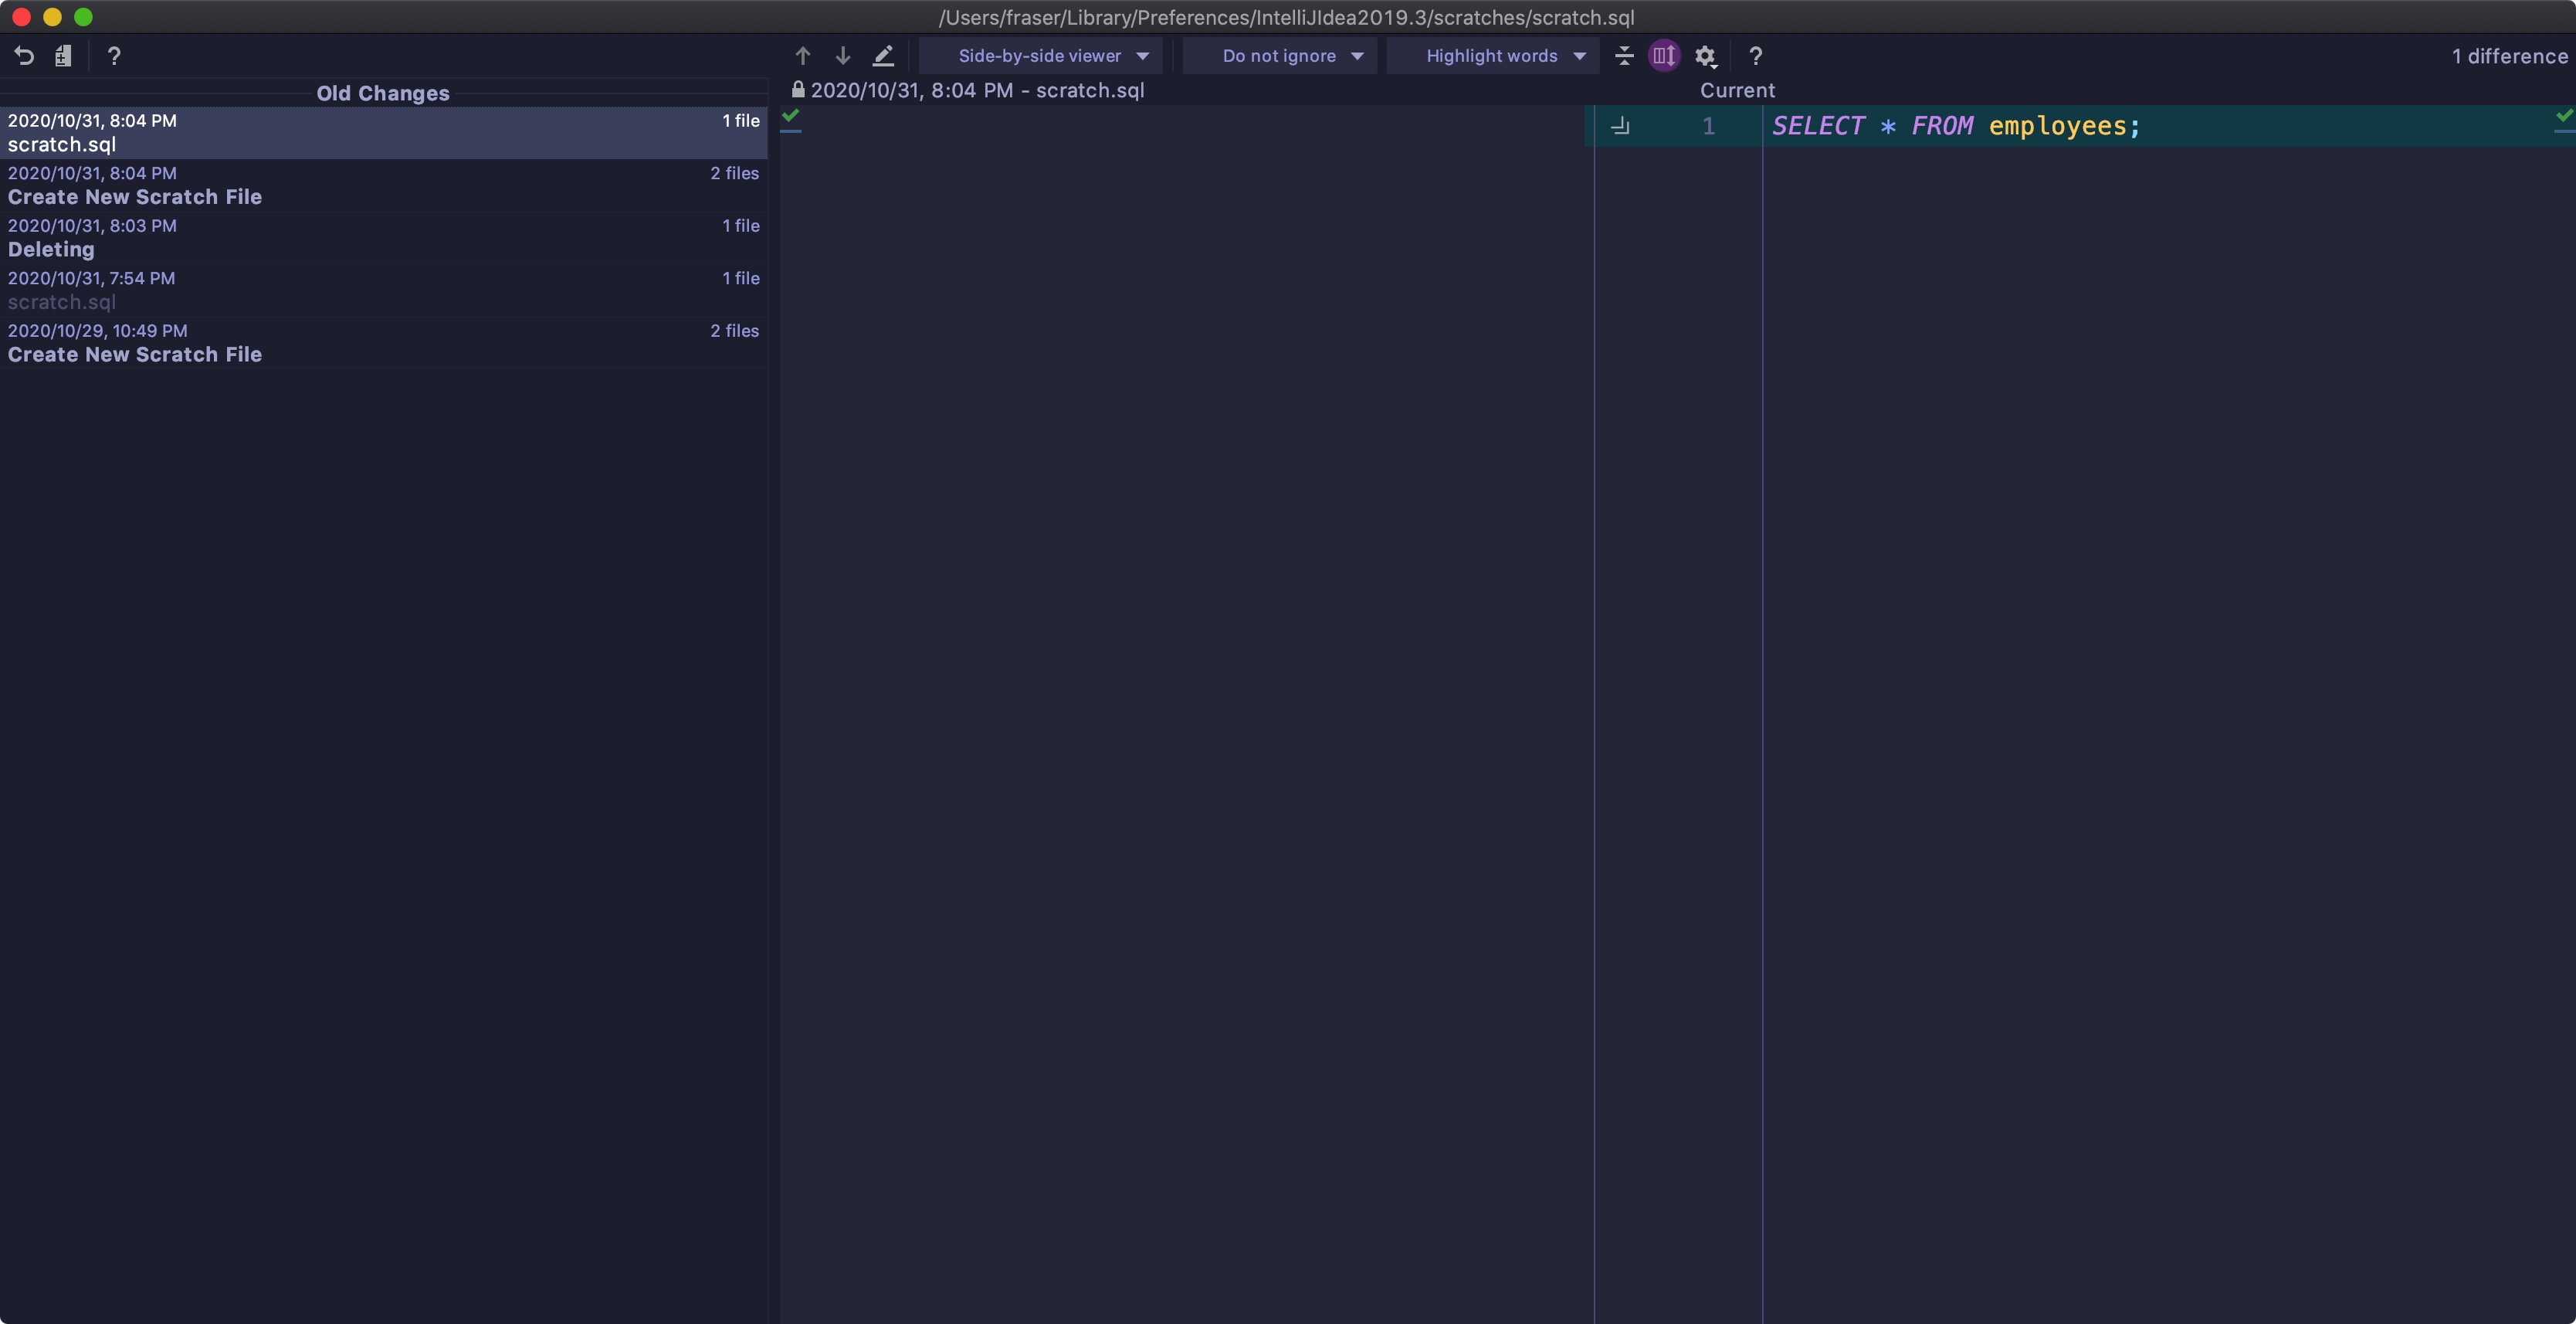 /Users/fraser/Library/Preferences/IntelliJIdea2019.3/scratches/scratch.sql
? Side-by-side viewer Do not ignore Highlight words ? 1 difference
Old Changes
2020/10/31, 8:04 PM 1 file
scratch.sql
2020/10/31, 8:04 PM 2 files
Create New Scratch File
2020/10/31, 8:03 PM 1 file
Deleting
2020/10/31, 7:54 PM 1 file
scratch.sql
2020/10/29, 10:49 PM 2 files
Create New Scratch File
2020/10/31, 8:04 PM - scratch.sql
Current
1 SELECT * FROM employees;